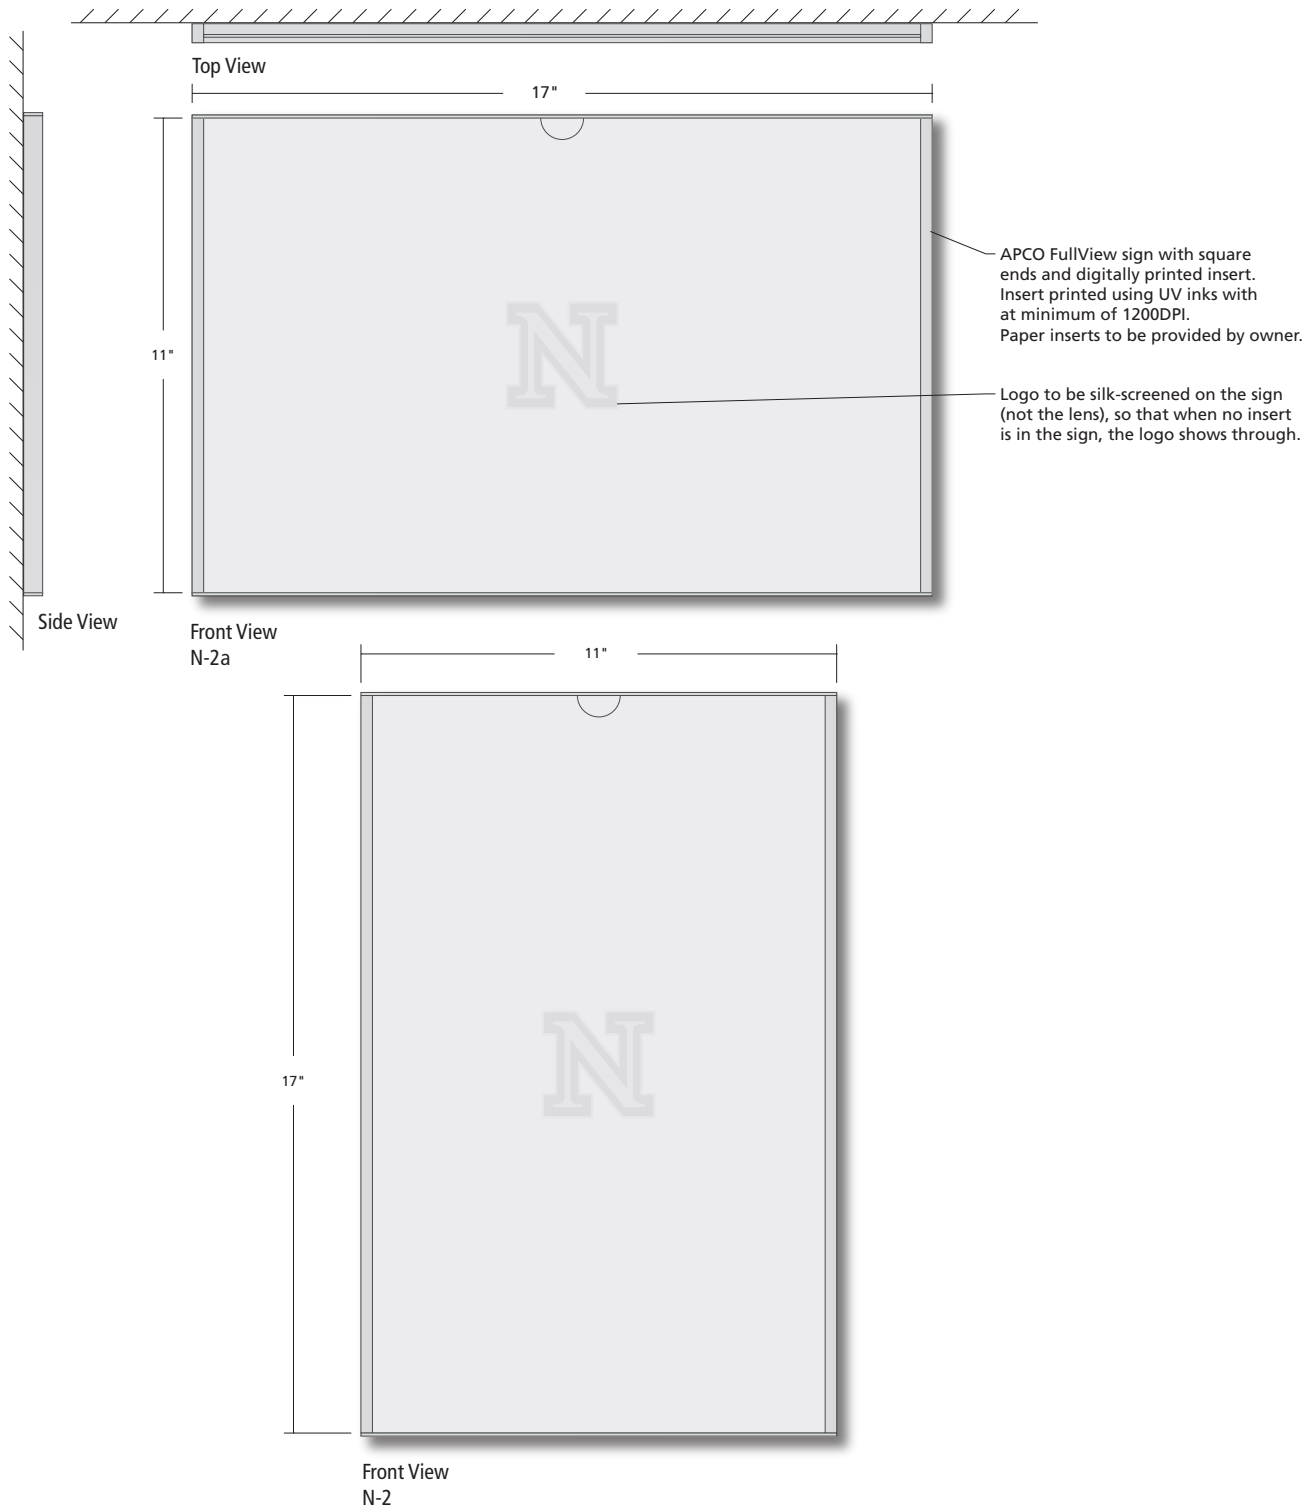 Top View
17"
11"
APCO FullView sign with square
ends and digitally printed insert.
Insert printed using UV inks with
at minimum of 1200DPI.
Paper inserts to be provided by owner.
N
Logo to be silk-screened on the sign
(not the lens), so that when no insert
is in the sign, the logo shows through.
Side View
Front View
N-2a
11"
17"
N
Front View
N-2